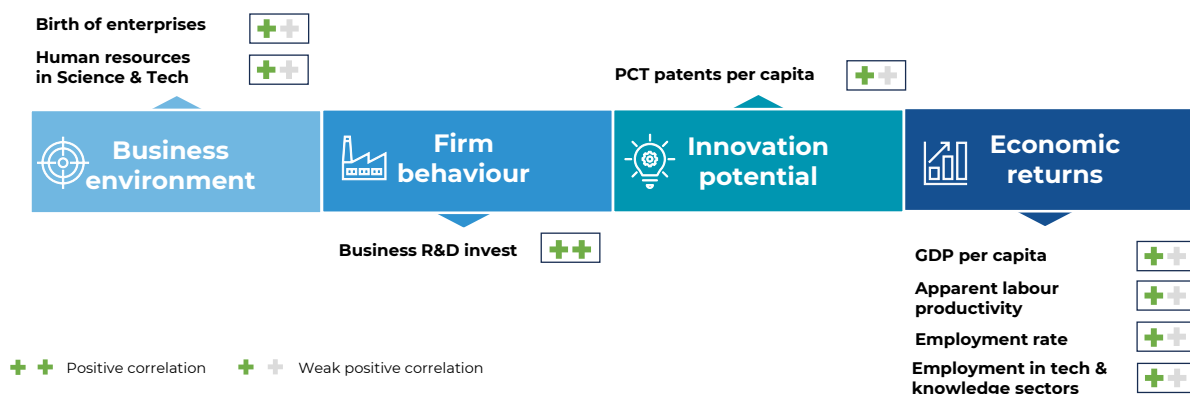 Birth of enterprises
Human resources
in Science & Tech
PCT patents per capita
Business
environment
Firm
behaviour
Innovation
potential
Economic
returns
Business R&D invest
GDP per capita
Apparent labour
productivity
Employment rate
Employment in tech &
knowledge sectors
Positive correlation
Weak positive correlation